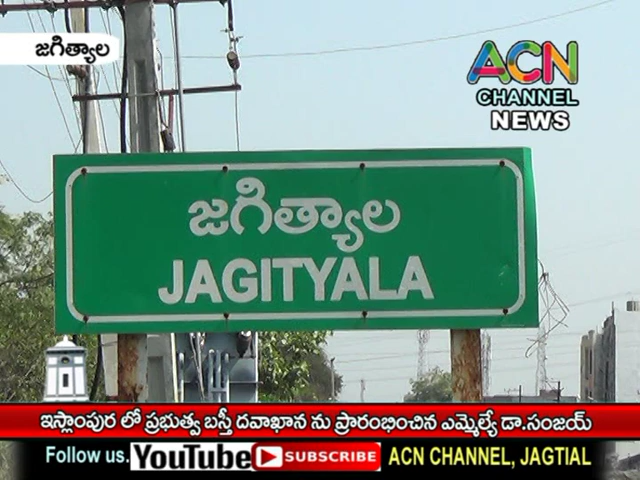 జగిత్యాల
ACN
CHANNEL
NEWS
జగిత్యాల
JAGITYALA
ఇస్లాంపుర లో ప్రభుత్వ బస్తీ దవాఖాన ను ప్రారంభించిన ఎమ్మెల్యే డా.సంజయ్
Follow us. YouTube SUBSCRIBE ACN CHANNEL, JAGTIAL